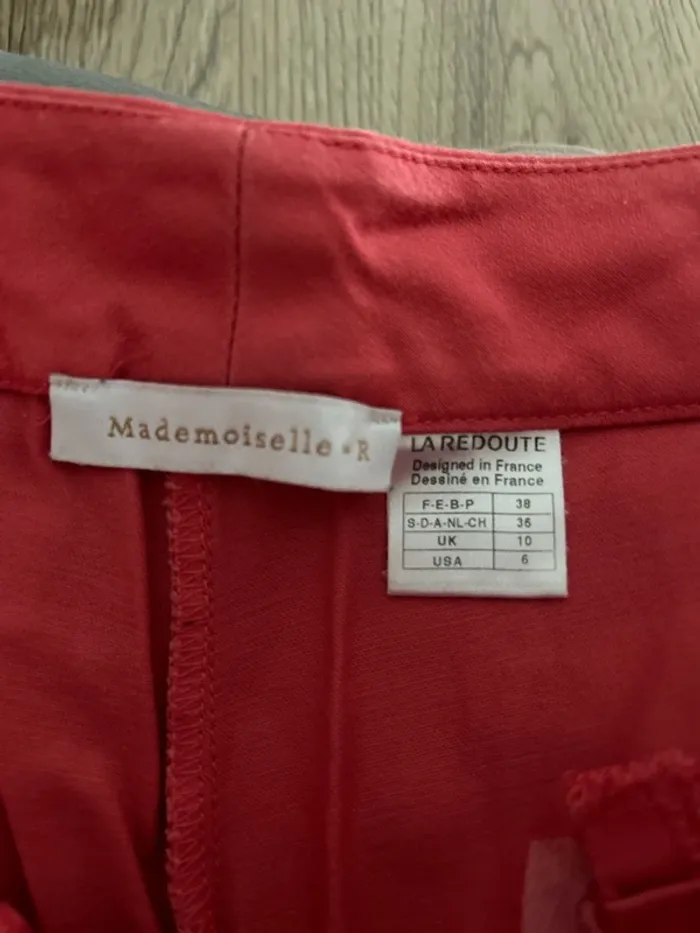 Mademoiselle • R
LA REDOUTE
Designed in France
Dessiné en France
F-E-B-P 38
S-D-A-NL-CH 36
UK 10
USA 6